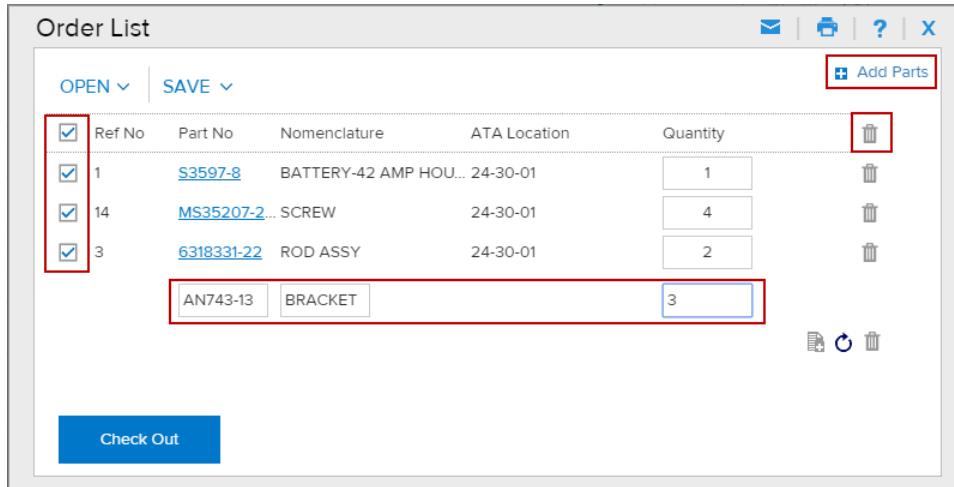 Order List ? X
OPEN SAVE Add Parts
Ref No Part No Nomenclature ATA Location Quantity
1 S3597-8 BATTERY-42 AMP HOU... 24-30-01 1
14 MS35207-2... SCREW 24-30-01 4
3 6318331-22 ROD ASSY 24-30-01 2
AN743-13 BRACKET 3
Check Out